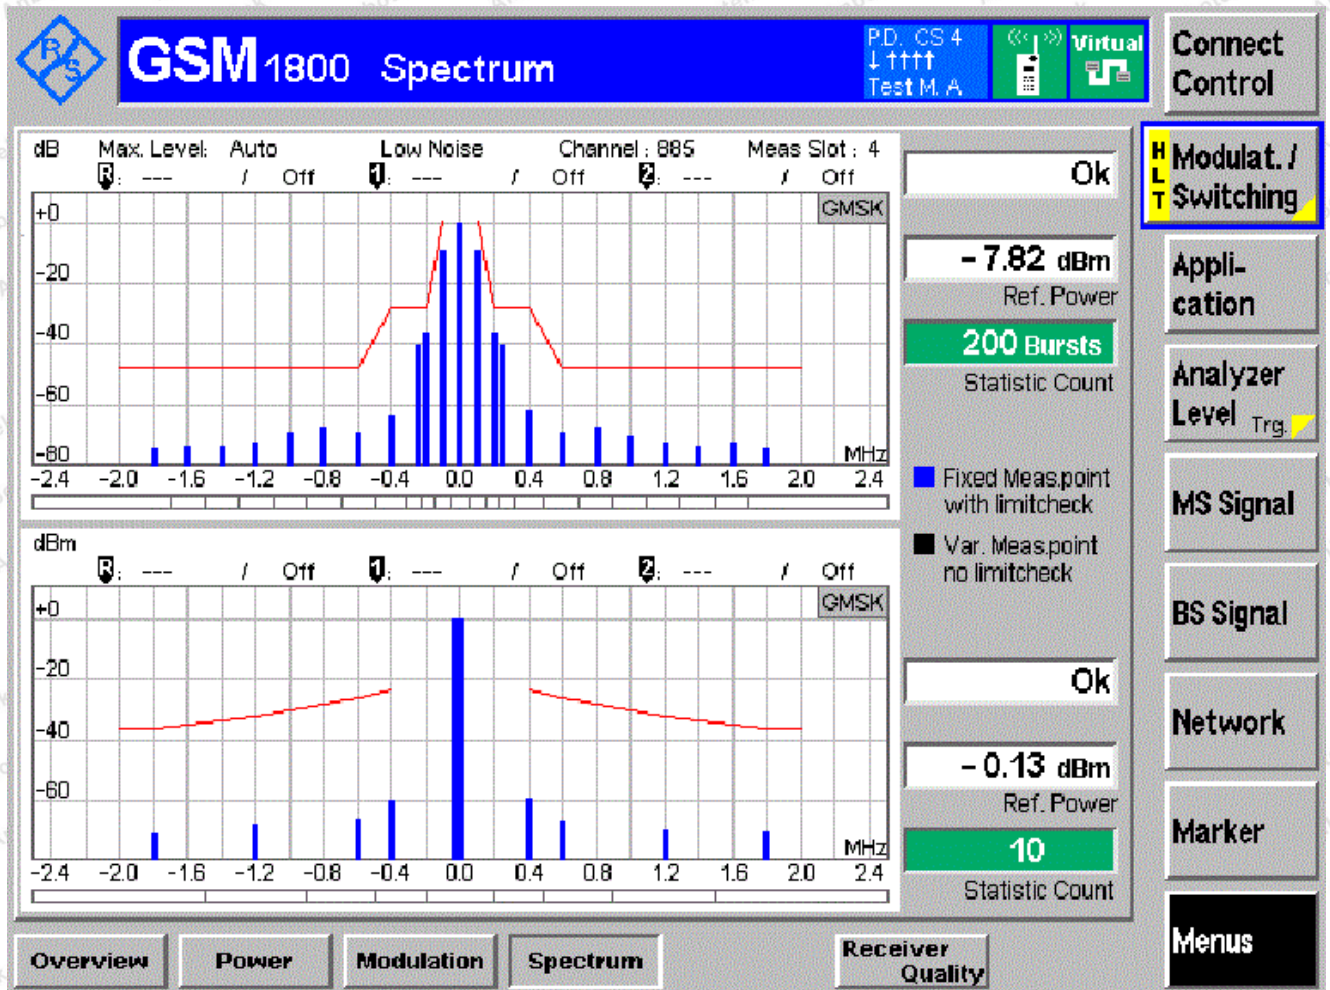 R/S
GSM 1800 Spectrum
P.D. CS 4
↓↑↑↑↑
Test M. A
Virtual
Connect
Control
dB Max. Level: Auto Low Noise Channel : 885 Meas Slot : 4
R: --- / Off 1: --- / Off 2: --- / Off
GMSK
+0
-20
-40
-60
-80
MHz
-2.4 -2.0 -1.6 -1.2 -0.8 -0.4 0.0 0.4 0.8 1.2 1.6 2.0 2.4
Ok
- 7.82 dBm
Ref. Power
200 Bursts
Statistic Count
Fixed Meas.point
with limitcheck
Var. Meas.point
no limitcheck
dBm
R: --- / Off 1: --- / Off 2: --- / Off
GMSK
+0
-20
-40
-60
MHz
-2.4 -2.0 -1.6 -1.2 -0.8 -0.4 0.0 0.4 0.8 1.2 1.6 2.0 2.4
Ok
- 0.13 dBm
Ref. Power
10
Statistic Count
HLT
Modulat. /
Switching
Appli-
cation
Analyzer
Level Trg.
MS Signal
BS Signal
Network
Marker
Menus
Overview
Power
Modulation
Spectrum
Receiver
Quality